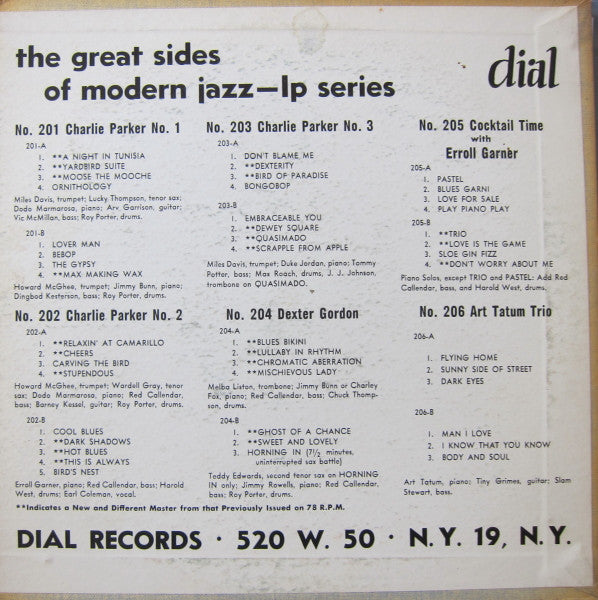 the great sides
of modern jazz—lp series
dial
No. 201 Charlie Parker No. 1
201-A
1. **A NIGHT IN TUNISIA
2. **YARDBIRD SUITE
3. **MOOSE THE MOOCHE
4. ORNITHOLOGY
Miles Davis, trumpet; Lucky Thompson, tenor sax;
Dodo Marmarosa, piano; Arv. Garrison, guitar;
Vic McMillon, bass; Roy Porter, drums.
201-B
1. LOVER MAN
2. BEBOP
3. THE GYPSY
4. **MAX MAKING WAX
Howard McGhee, trumpet; Jimmy Bunn, piano;
Dingbod Kesterson, bass; Roy Porter, drums.
No. 202 Charlie Parker No. 2
202-A
1. **RELAXIN' AT CAMARILLO
2. **CHEERS
3. CARVING THE BIRD
4. **STUPENDOUS
Howard McGhee, trumpet; Wardell Gray, tenor
sax; Dodo Marmarosa, piano; Red Callendar,
bass; Barney Kessel, guitar; Roy Porter, drums.
202-B
1. COOL BLUES
2. **DARK SHADOWS
3. **HOT BLUES
4. **THIS IS ALWAYS
5. BIRD'S NEST
Erroll Garner, piano; Red Callendar, bass; Harold
West, drums; Earl Coleman, vocal.
No. 203 Charlie Parker No. 3
203-A
1. DON'T BLAME ME
2. **DEXTERITY
3. **BIRD OF PARADISE
4. BONGOBOP
203-B
1. EMBRACEABLE YOU
2. **DEWEY SQUARE
3. **QUASIMADO
4. **SCRAPPLE FROM APPLE
Miles Davis, trumpet; Duke Jordan, piano; Tommy
Potter, bass; Max Roach, drums, J. J. Johnson,
trombone on QUASIMADO.
No. 204 Dexter Gordon
204-A
1. **BLUES BIKINI
2. **LULLABY IN RHYTHM
3. **CHROMATIC ABERRATION
4. **MISCHIEVOUS LADY
Melba Liston, trombone; Jimmy Bunn or Charley
Fox, piano; Red Callendar, bass; Chuck Thomp-
son, drums.
204-B
1. **GHOST OF A CHANCE
2. **SWEET AND LOVELY
3. HORNING IN (7½ minutes,
uninterrupted sax battle)
Teddy Edwards, second tenor sax on HORNING
IN only; Jimmy Rowells, piano; Red Callendar,
bass; Roy Porter, drums.
No. 205 Cocktail Time
with
Erroll Garner
205-A
1. PASTEL
2. BLUES GARNI
3. LOVE FOR SALE
4. PLAY PIANO PLAY
205-B
1. **TRIO
2. **LOVE IS THE GAME
3. SLOE GIN FIZZ
4. **DON'T WORRY ABOUT ME
Piano Solos, except TRIO and PASTEL: Add Red
Callendar, bass, and Harold West, drums.
No. 206 Art Tatum Trio
206-A
1. FLYING HOME
2. SUNNY SIDE OF STREET
3. DARK EYES
206-B
1. MAN I LOVE
2. I KNOW THAT YOU KNOW
3. BODY AND SOUL
Art Tatum, piano; Tiny Grimes, guitar; Slam
Stewart, bass.
**Indicates a New and Different Master from that Previously Issued on 78 R.P.M.
DIAL RECORDS · 520 W. 50 · N.Y. 19, N.Y.